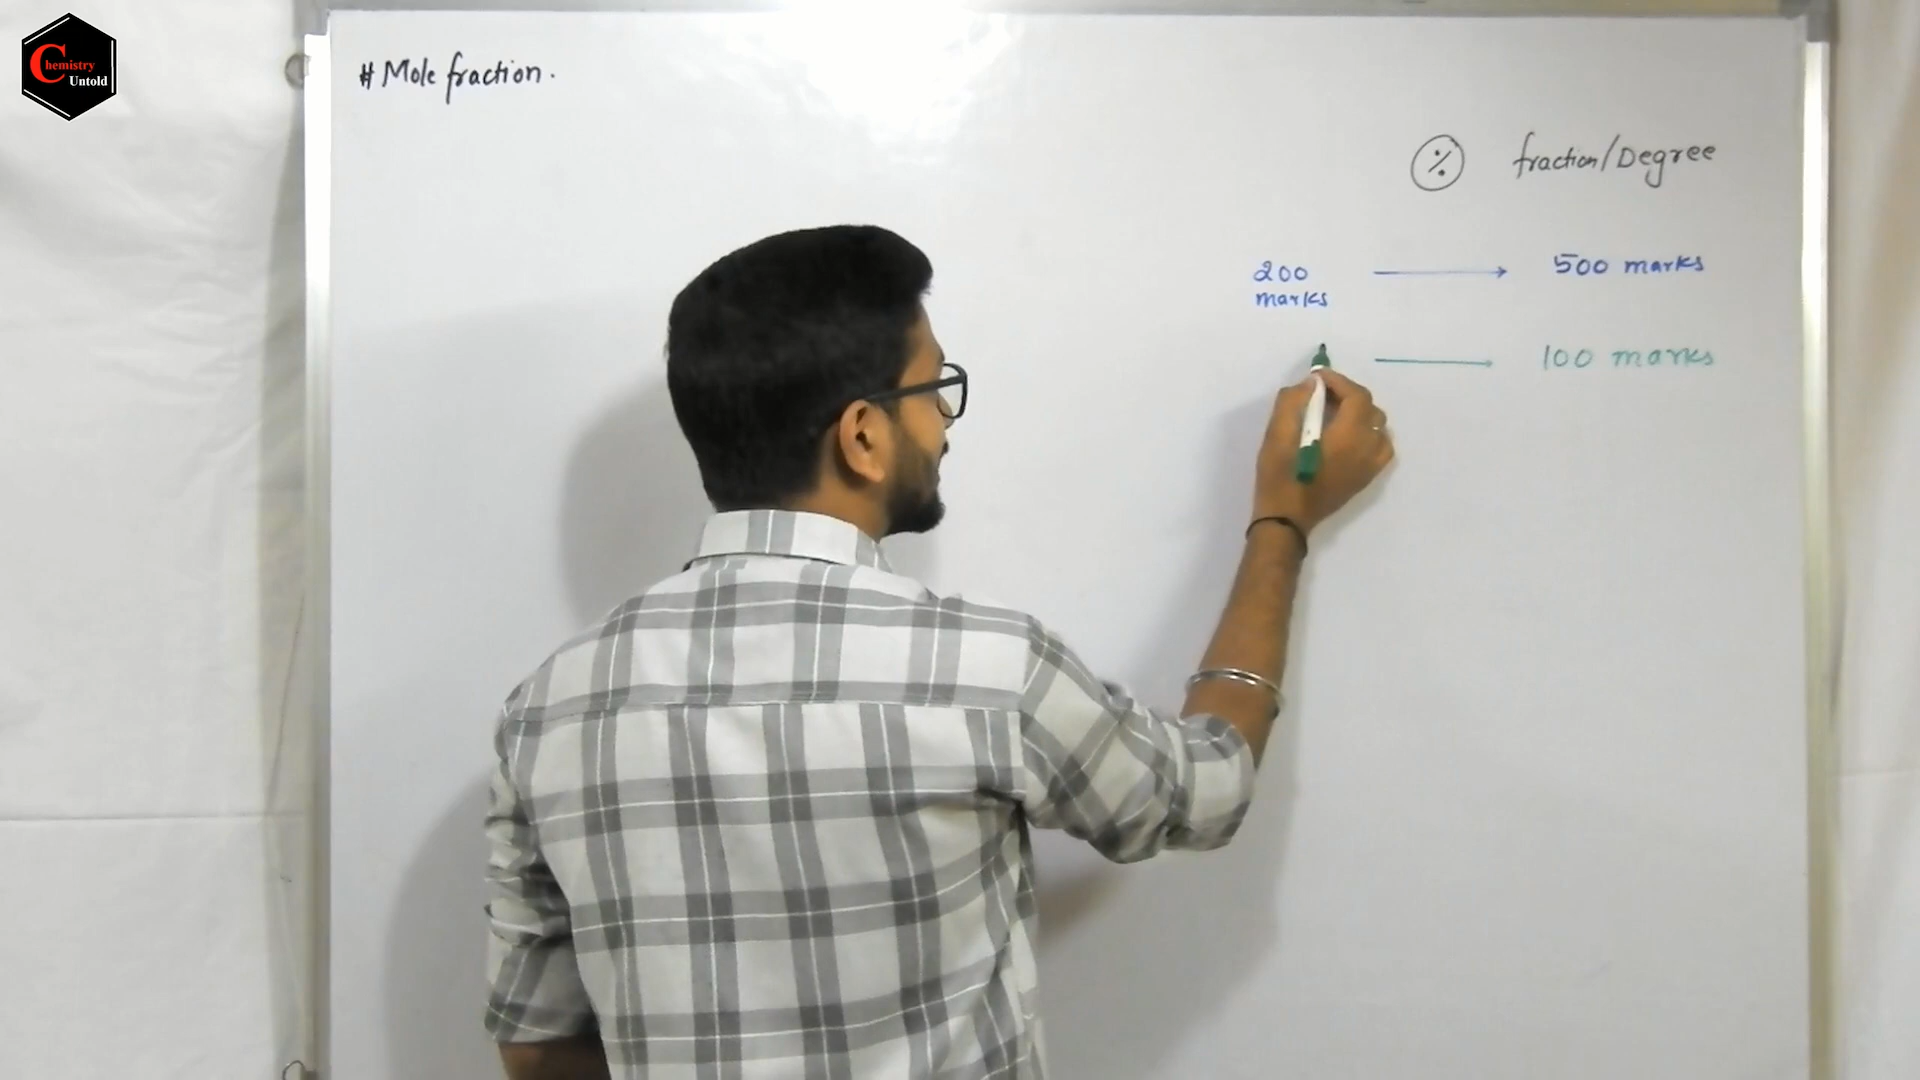 Chemistry
Untold
# Mole fraction.
% fraction/Degree
200 marks → 500 marks
→ 100 marks